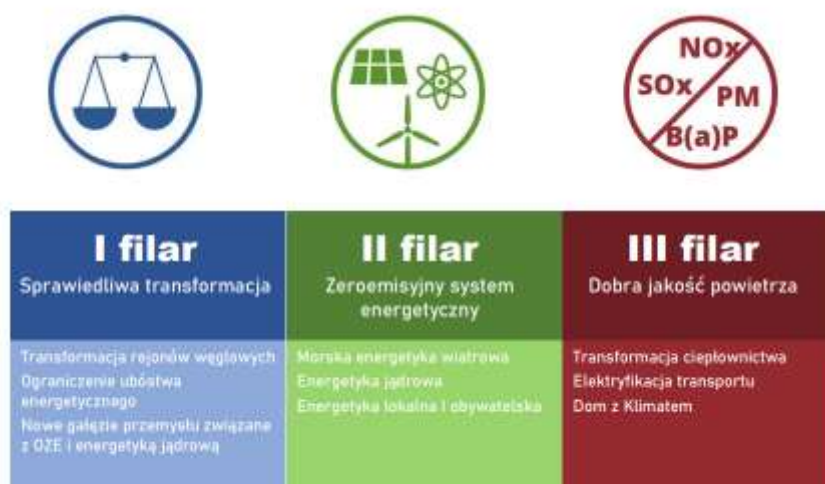 NOx
SOx
PM
B(a)P
I filar
Sprawiedliwa transformacja
Transformacja rejonów węglowych
Ograniczenie ubóstwa
energetycznego
Nowe gałęzie przemysłu związane
z OZE i energetyką jądrową
II filar
Zeroemisyjny system
energetyczny
Morska energetyka wiatrowa
Energetyka jądrowa
Energetyka lokalna i obywatelska
III filar
Dobra jakość powietrza
Transformacja ciepłownictwa
Elektryfikacja transportu
Dom z Klimatem